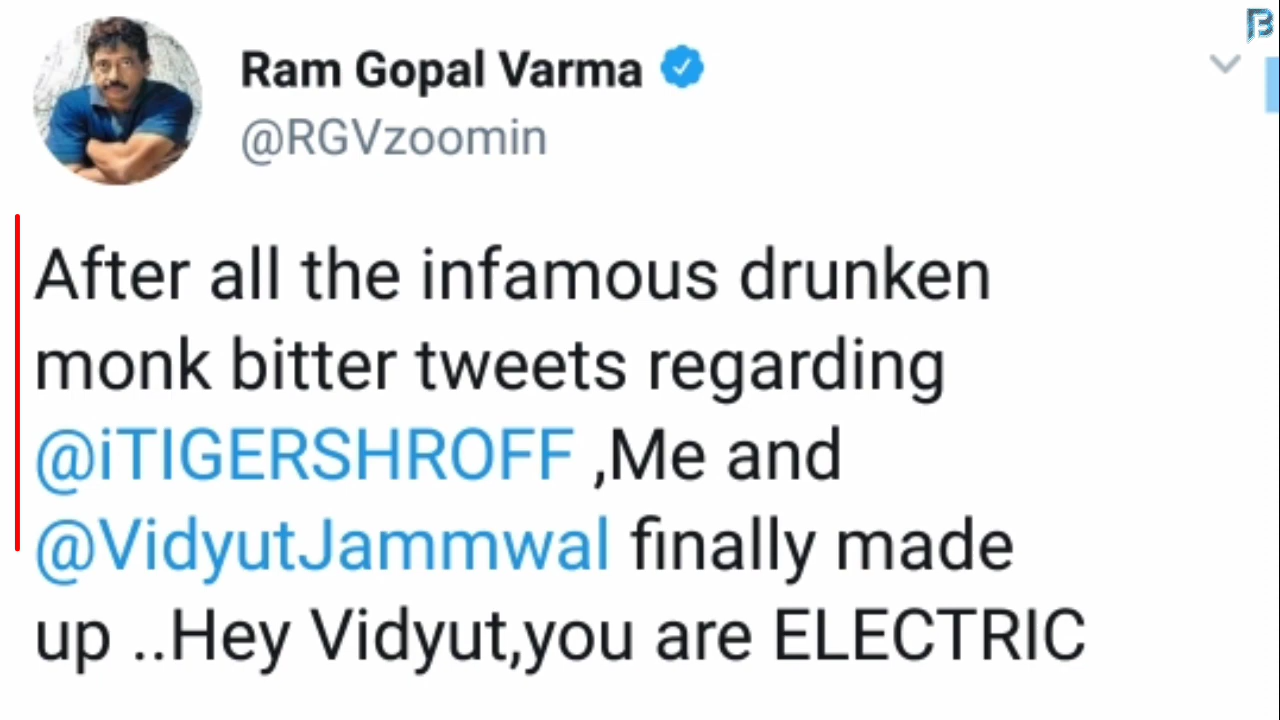 Ram Gopal Varma
@RGVzoomin
After all the infamous drunken
monk bitter tweets regarding
@iTIGERSHROFF ,Me and
@VidyutJammwal finally made
up ..Hey Vidyut,you are ELECTRIC